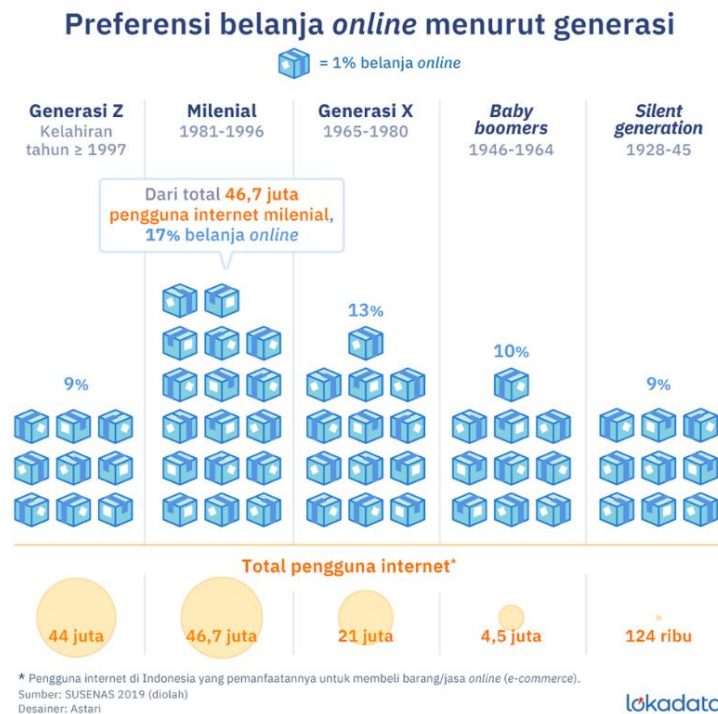 Preferensi belanja online menurut generasi
= 1% belanja online
Generasi Z
Kelahiran
tahun ≥ 1997
Milenial
1981-1996
Generasi X
1965-1980
Baby
boomers
1946-1964
Silent
generation
1928-45
Dari total 46,7 juta
pengguna internet milenial,
17% belanja online
9%
13%
10%
9%
Total pengguna internet*
44 juta
46,7 juta
21 juta
4,5 juta
124 ribu
* Pengguna internet di Indonesia yang pemanfaatannya untuk membeli barang/jasa online (e-commerce).
Sumber: SUSENAS 2019 (diolah)
Desainer: Astari
lokadata